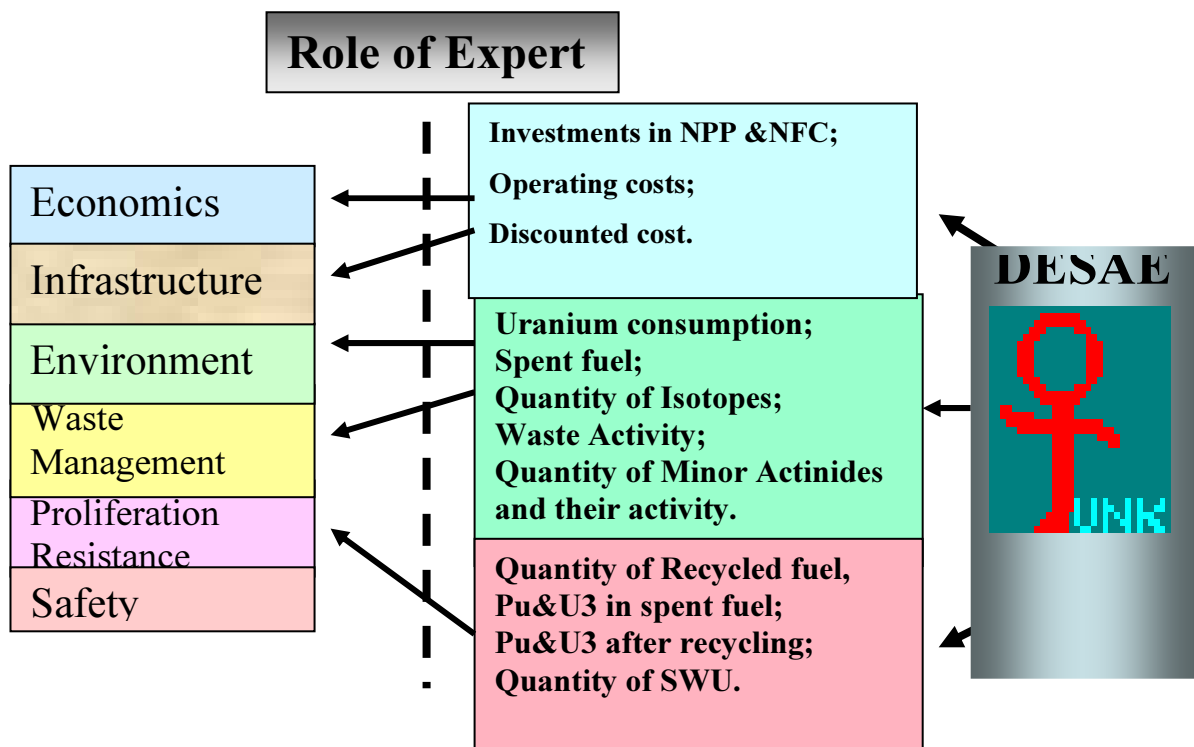 Role of Expert
Economics
Infrastructure
Environment
Waste
Management
Proliferation
Resistance
Safety
Investments in NPP &NFC;
Operating costs;
Discounted cost.
Uranium consumption;
Spent fuel;
Quantity of Isotopes;
Waste Activity;
Quantity of Minor Actinides
and their activity.
Quantity of Recycled fuel,
Pu&U3 in spent fuel;
Pu&U3 after recycling;
Quantity of SWU.
DESAE
UNK